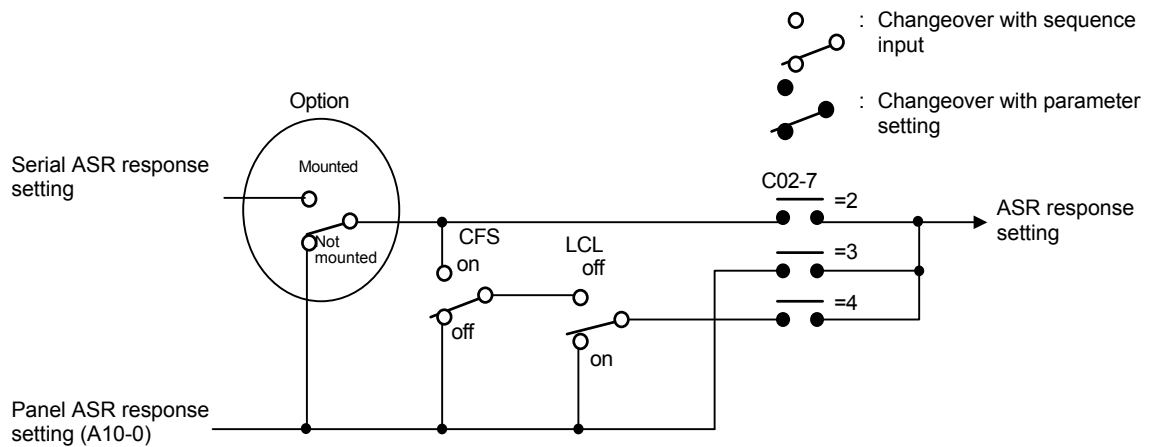 : Changeover with sequence
input
: Changeover with parameter
setting
Option
Serial ASR response
setting
Mounted
Not
mounted
CFS
on
off
LCL
off
on
C02-7
=2
=3
=4
ASR response
setting
Panel ASR response
setting (A10-0)